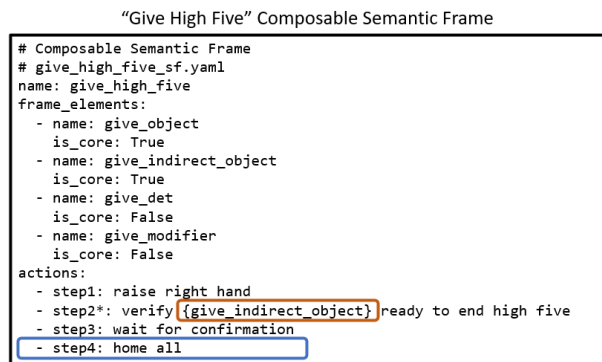 “Give High Five” Composable Semantic Frame
# Composable Semantic Frame
# give_high_five_sf.yaml
name: give_high_five
frame_elements:
  - name: give_object
    is_core: True
  - name: give_indirect_object
    is_core: True
  - name: give_det
    is_core: False
  - name: give_modifier
    is_core: False
actions:
  - step1: raise right hand
  - step2*: verify {give_indirect_object} ready to end high five
  - step3: wait for confirmation
  - step4: home all